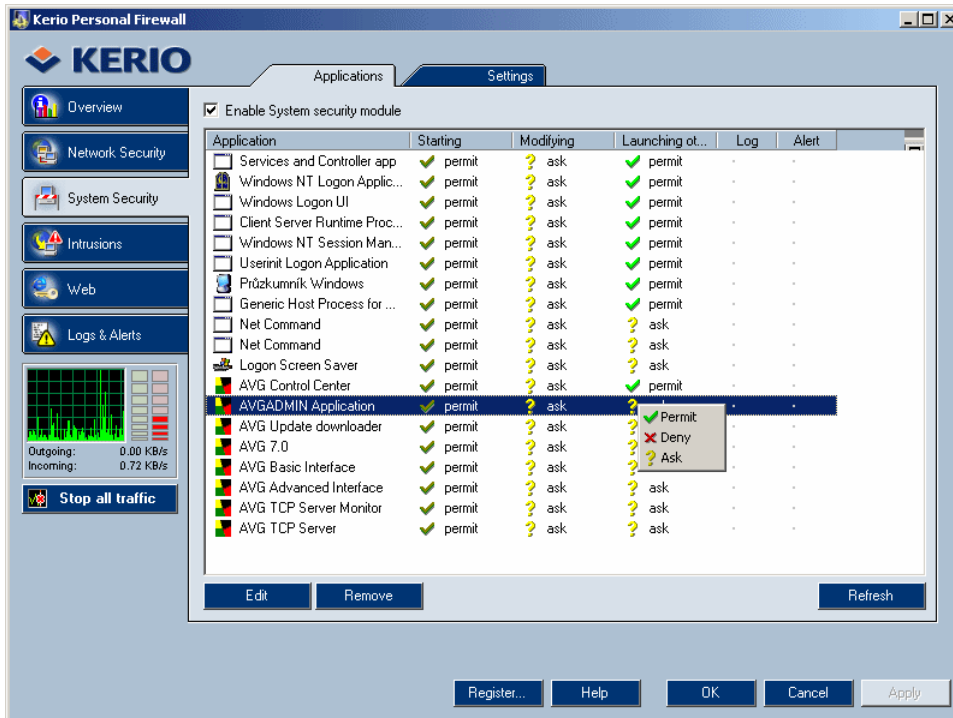 Kerio Personal Firewall
KERIO
Applications Settings
Overview
Network Security
System Security
Intrusions
Web
Logs & Alerts
Outgoing: 0.00 KB/s
Incoming: 0.72 KB/s
Stop all traffic
Enable System security module
Application Starting Modifying Launching ot... Log Alert
Services and Controller app permit ask permit
Windows NT Logon Applic... permit ask permit
Windows Logon UI permit ask permit
Client Server Runtime Proc... permit ask permit
Windows NT Session Man... permit ask permit
Userinit Logon Application permit ask permit
Průzkumník Windows permit ask permit
Generic Host Process for ... permit ask permit
Net Command permit ask ask
Net Command permit ask ask
Logon Screen Saver permit ask ask
AVG Control Center permit ask permit
AVGADMIN Application permit ask
AVG Update downloader permit ask
AVG 7.0 permit ask
AVG Basic Interface permit ask
AVG Advanced Interface permit ask ask
AVG TCP Server Monitor permit ask ask
AVG TCP Server permit ask ask
Permit
Deny
Ask
Edit Remove Refresh
Register... Help OK Cancel Apply